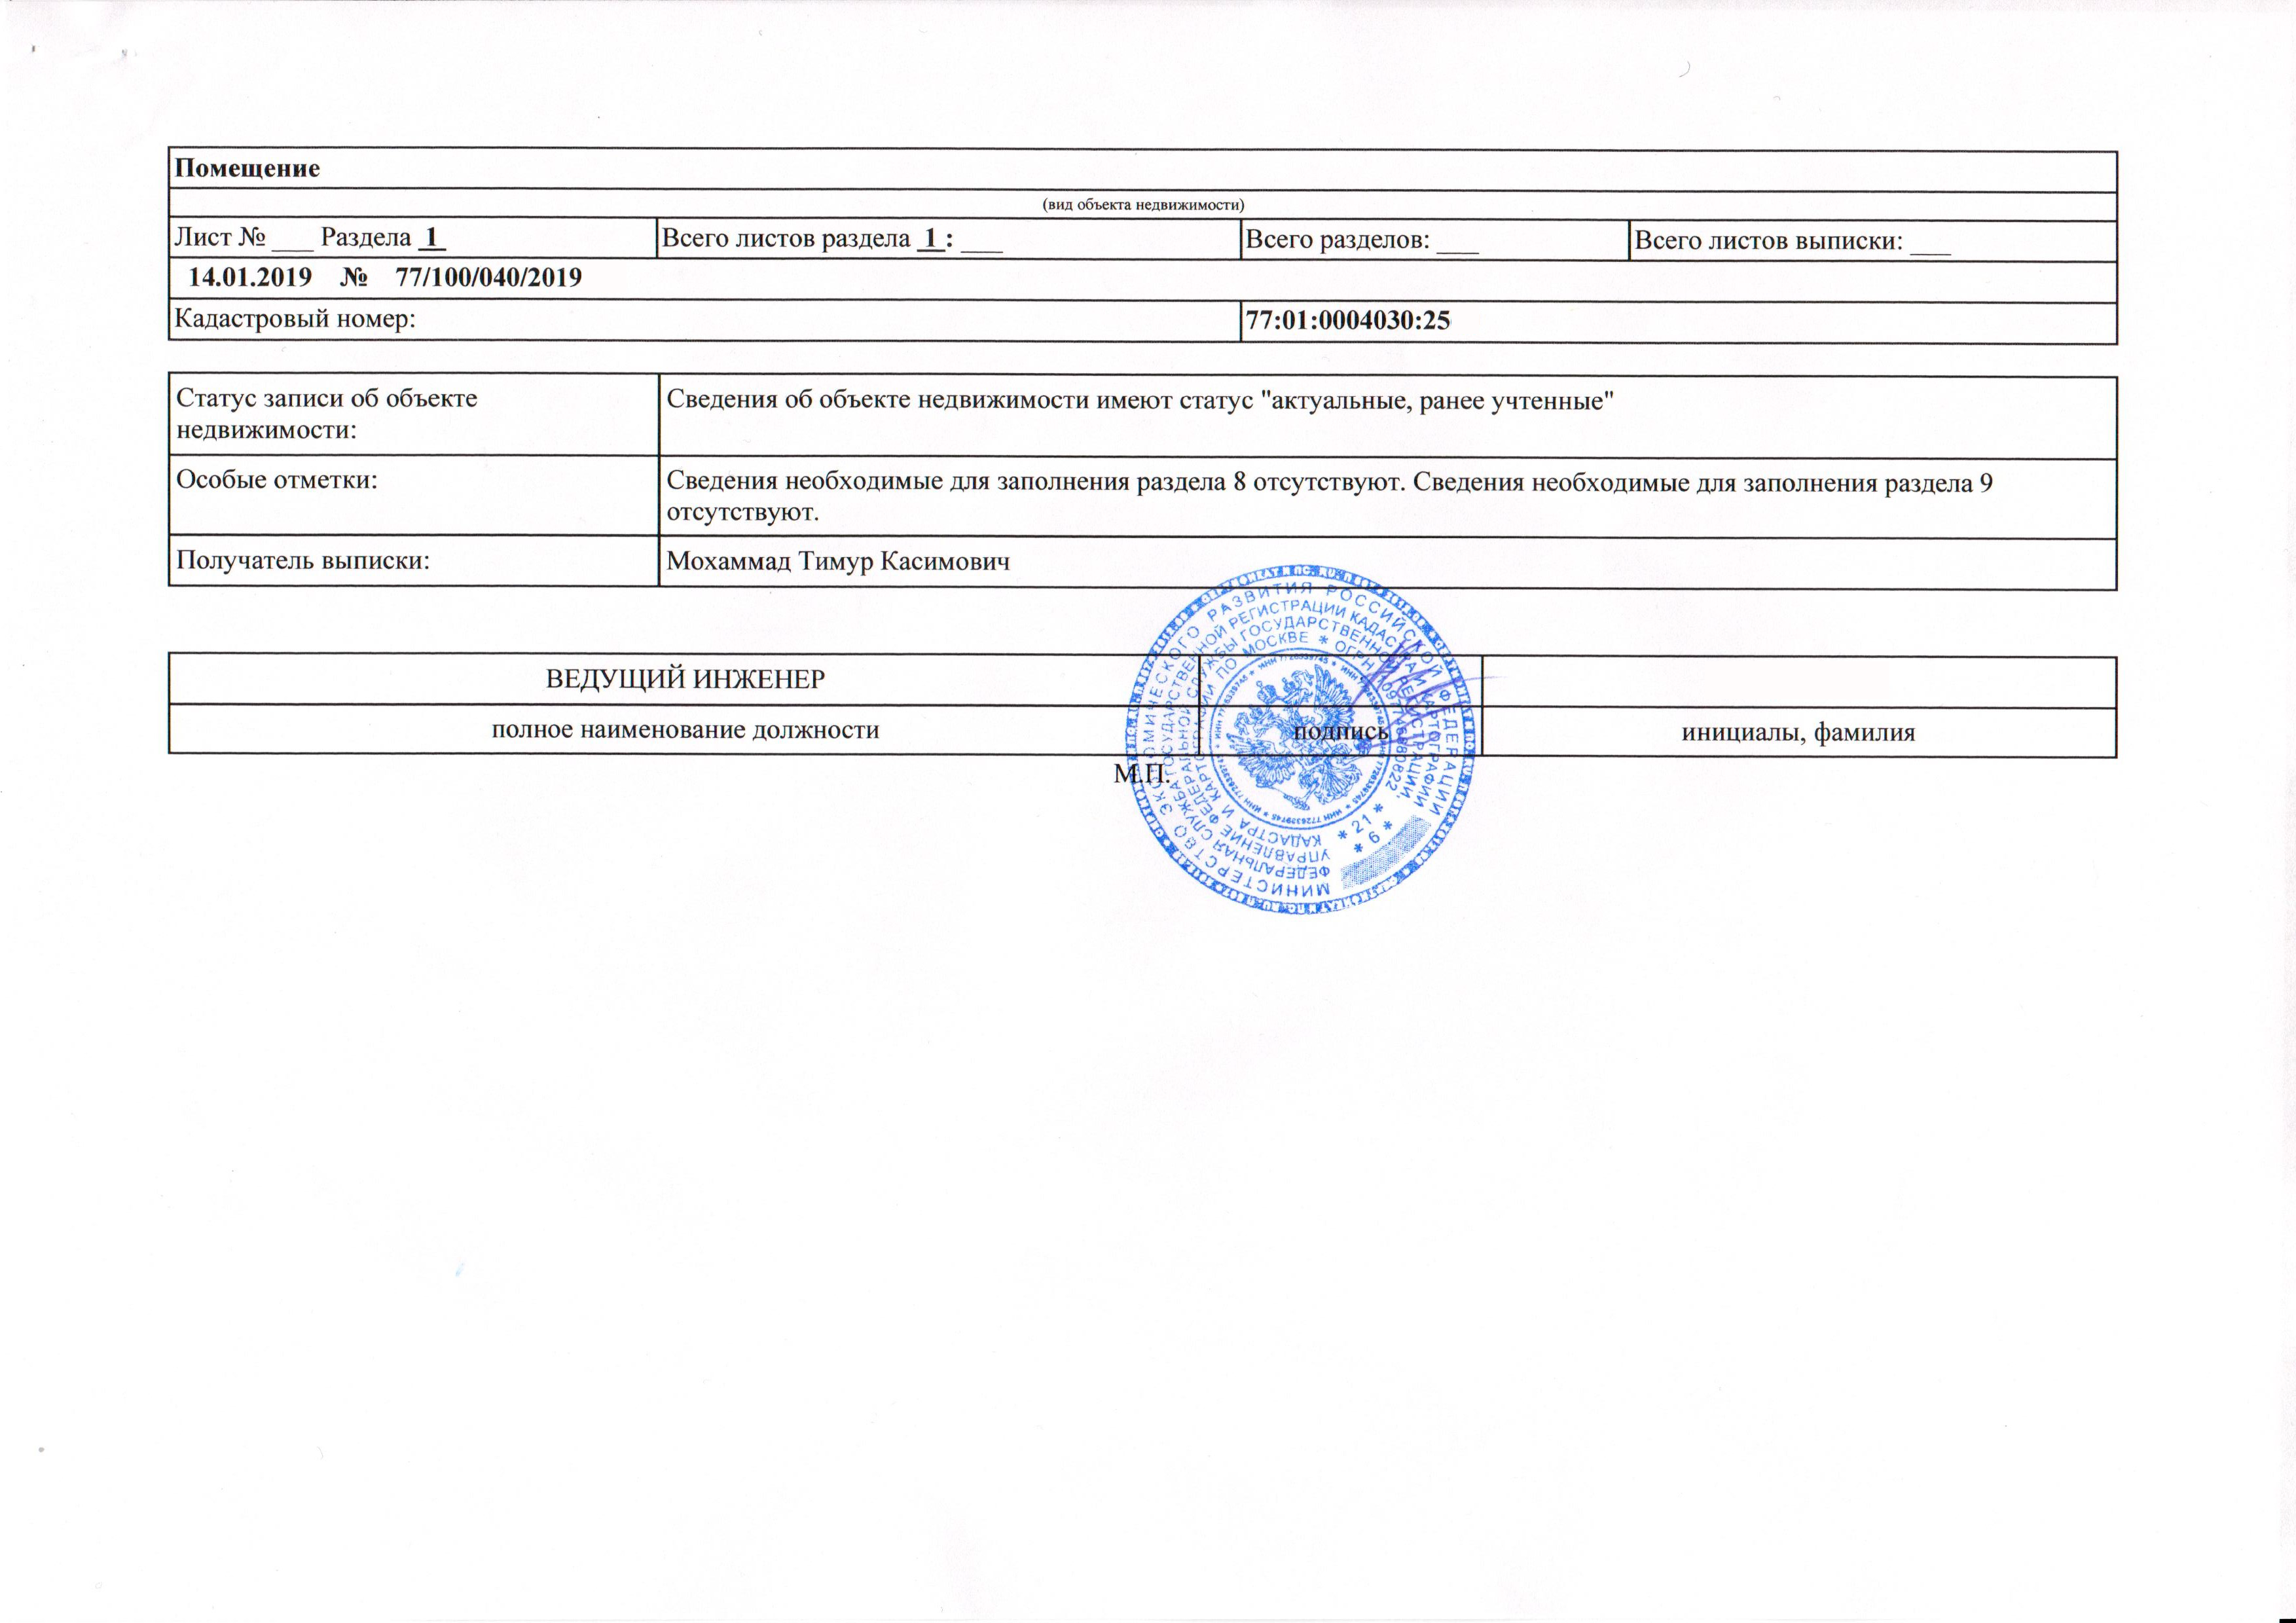 Помещение
(вид объекта недвижимости)
Лист № ___ Раздела 1 Всего листов раздела 1 : ___ Всего разделов: ___ Всего листов выписки: ___
14.01.2019 № 77/100/040/2019
Кадастровый номер: 77:01:0004030:25
Статус записи об объекте недвижимости: Сведения об объекте недвижимости имеют статус "актуальные, ранее учтенные"
Особые отметки: Сведения необходимые для заполнения раздела 8 отсутствуют. Сведения необходимые для заполнения раздела 9
отсутствуют.
Получатель выписки: Мохаммад Тимур Касимович
ВЕДУЩИЙ ИНЖЕНЕР
полное наименование должности подпись инициалы, фамилия
М.П.
МИНИСТЕРСТВО ЭКОНОМИЧЕСКОГО РАЗВИТИЯ РОССИЙСКОЙ ФЕДЕРАЦИИ
ФЕДЕРАЛЬНАЯ СЛУЖБА ГОСУДАРСТВЕННОЙ РЕГИСТРАЦИИ КАДАСТРА И КАРТОГРАФИИ
УПРАВЛЕНИЕ ФЕДЕРАЛЬНОЙ СЛУЖБЫ ГОСУДАРСТВЕННОЙ РЕГИСТРАЦИИ,
КАДАСТРА И КАРТОГРАФИИ ПО МОСКВЕ * ОГРН
* 21 *
* 6 *